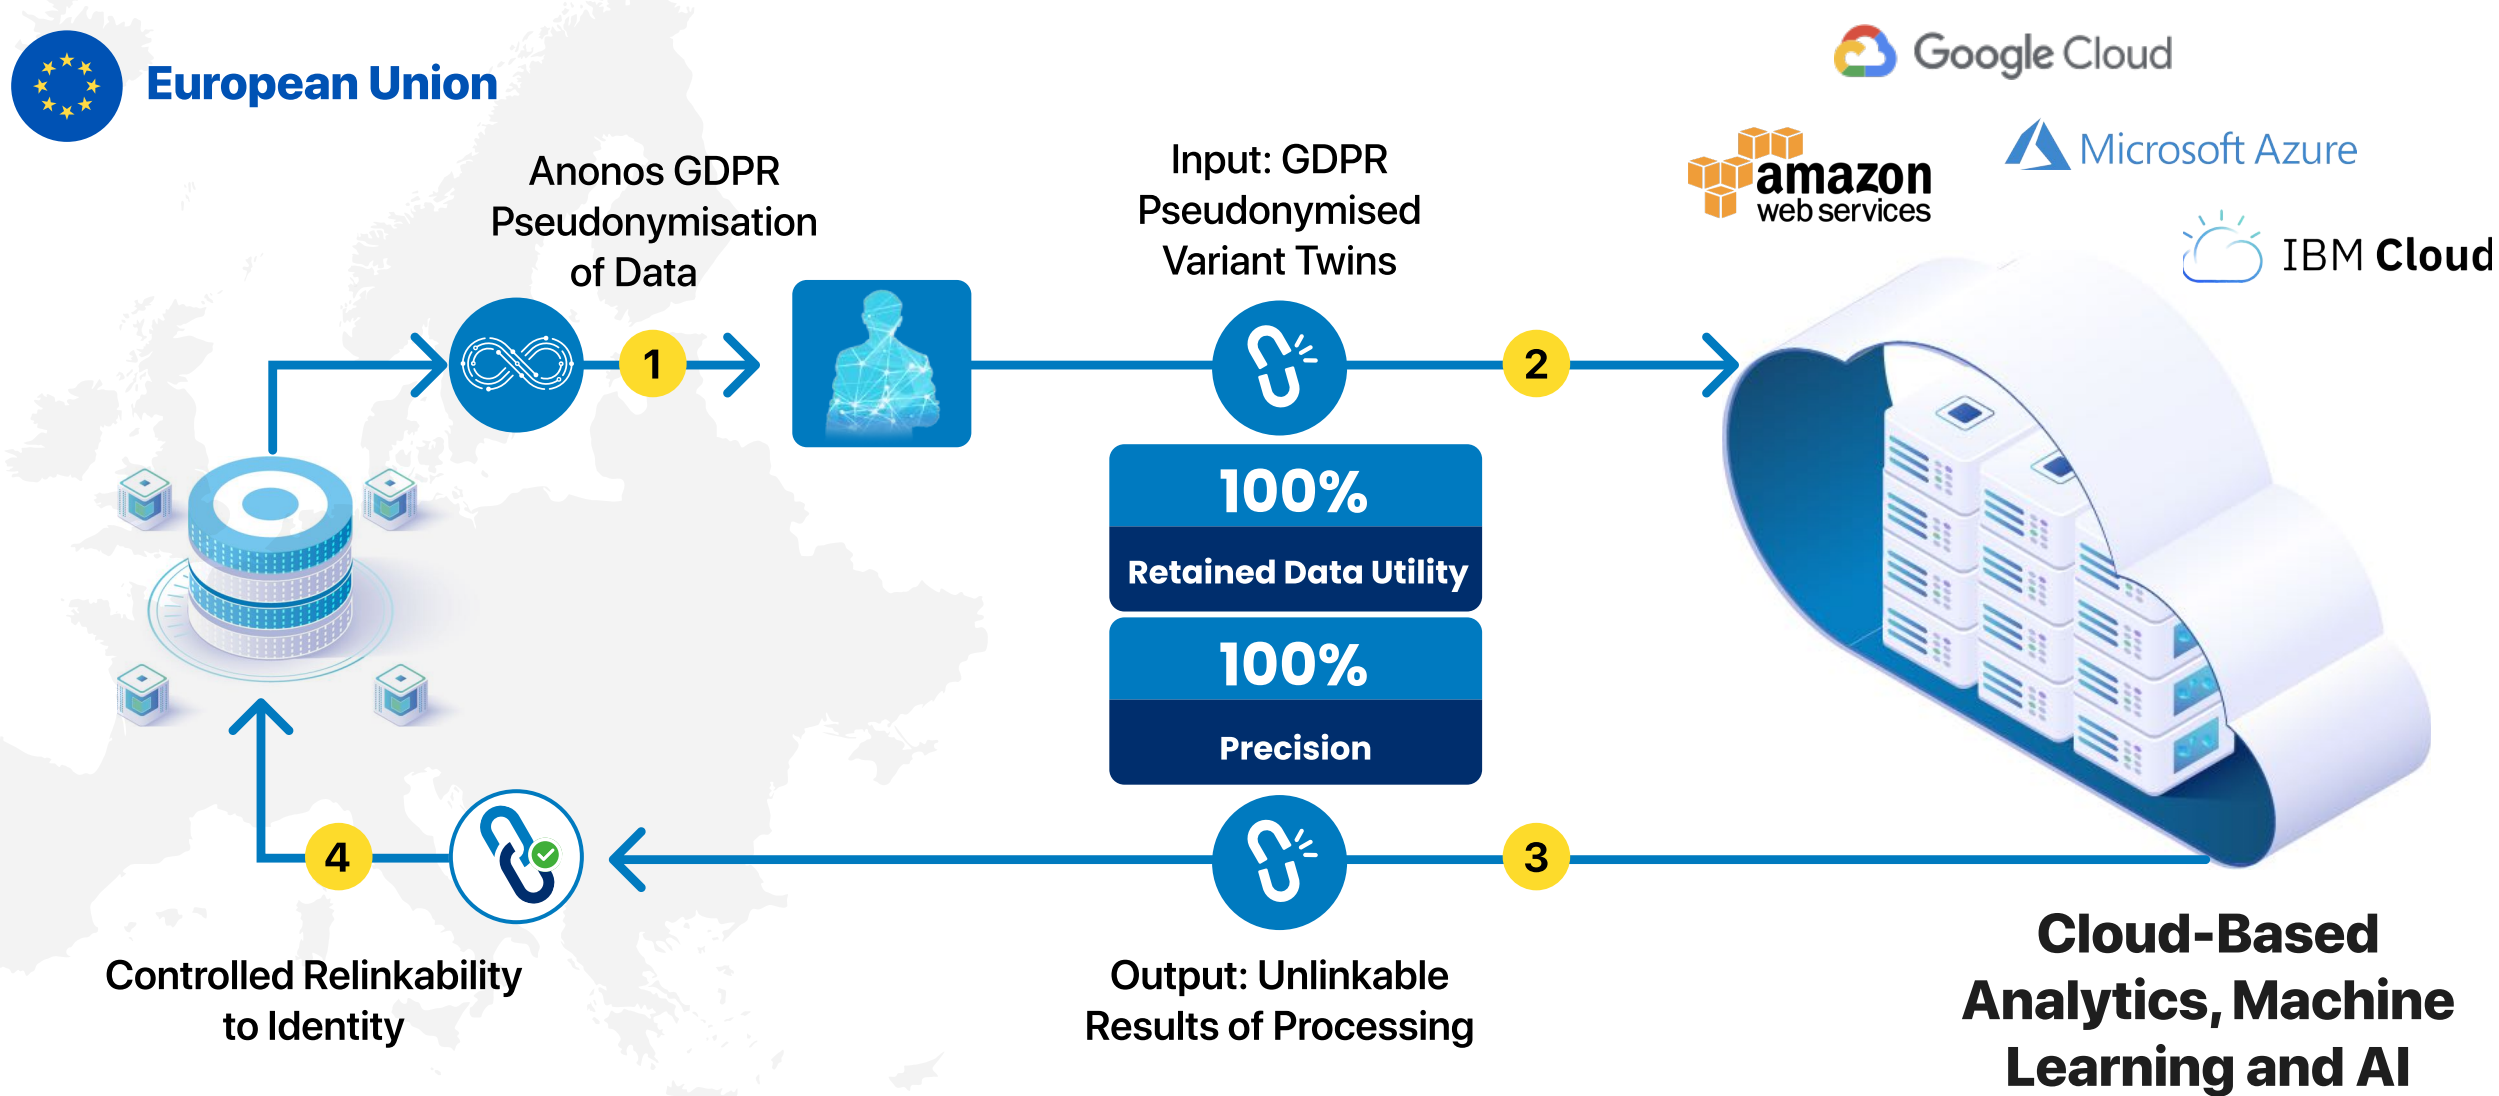 European Union
Google Cloud
Microsoft Azure
amazon
web services
IBM Cloud
Anonos GDPR
Pseudonymisation
of Data
Input: GDPR
Pseudonymised
Variant Twins
1
2
100%
Retained Data Utility
100%
Precision
4
3
Controlled Relinkability
to Identity
Output: Unlinkable
Results of Processing
Cloud-Based
Analytics, Machine
Learning and AI